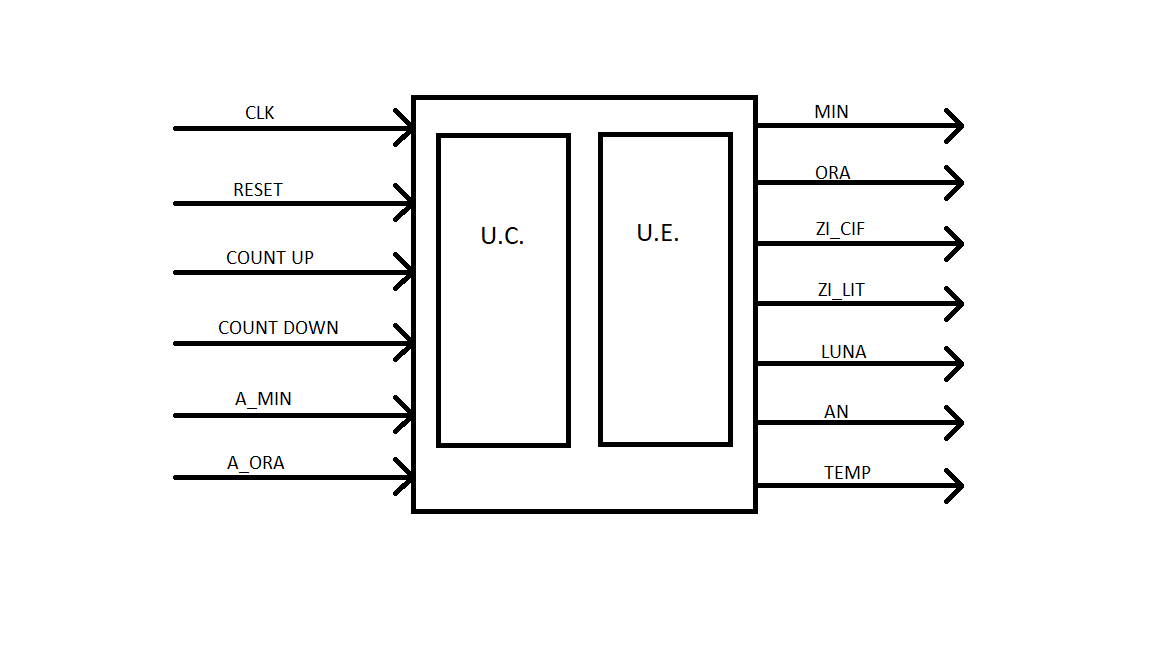 CLK
RESET
COUNT UP
COUNT DOWN
A_MIN
A_ORA
U.C.
U.E.
MIN
ORA
ZI_CIF
ZI_LIT
LUNA
AN
TEMP